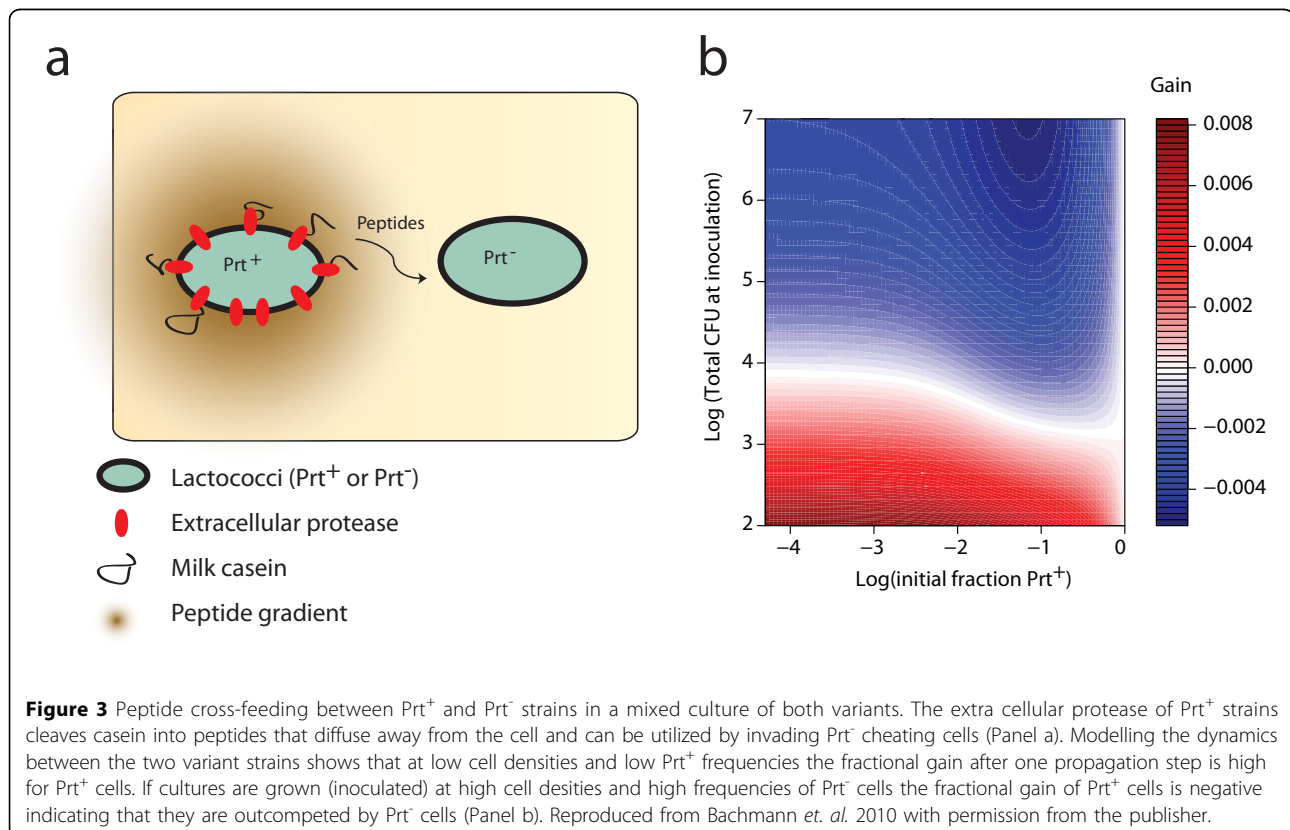 a
Prt+
Peptides
Prt-
Lactococci (Prt+ or Prt-)
Extracellular protease
Milk casein
Peptide gradient
b
Gain
7
6
5
4
3
2
Log (Total CFU at inoculation)
−4
−3
−2
−1
0
Log(initial fraction Prt+)
0.008
0.006
0.004
0.002
0.000
−0.002
−0.004
Figure 3 Peptide cross-feeding between Prt+ and Prt- strains in a mixed culture of both variants. The extra cellular protease of Prt+ strains
cleaves casein into peptides that diffuse away from the cell and can be utilized by invading Prt- cheating cells (Panel a). Modelling the dynamics
between the two variant strains shows that at low cell densities and low Prt+ frequencies the fractional gain after one propagation step is high
for Prt+ cells. If cultures are grown (inoculated) at high cell desities and high frequencies of Prt- cells the fractional gain of Prt+ cells is negative
indicating that they are outcompeted by Prt- cells (Panel b). Reproduced from Bachmann et. al. 2010 with permission from the publisher.